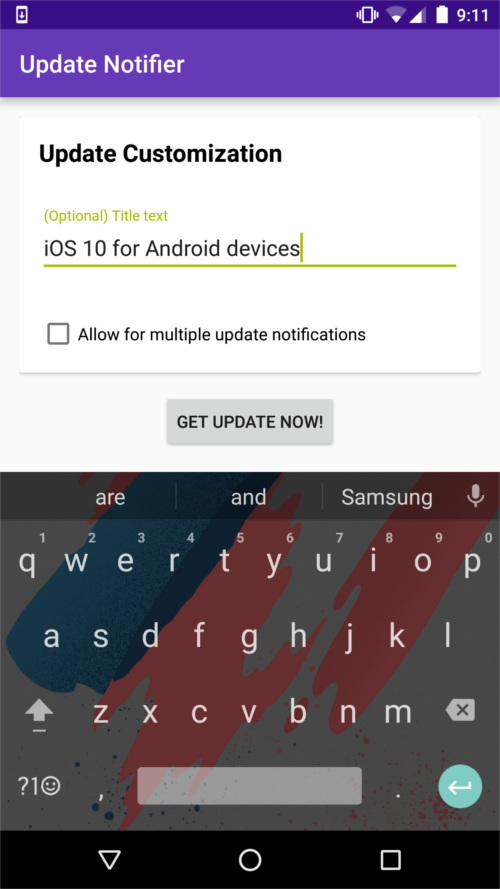 9:11
Update Notifier
Update Customization
(Optional) Title text
iOS 10 for Android devices
Allow for multiple update notifications
GET UPDATE NOW!
are and Samsung
1 2 3 4 5 6 7 8 9 0
q w e r t y u i o p
a s d f g h j k l
z x c v b n m
?1☺ , .